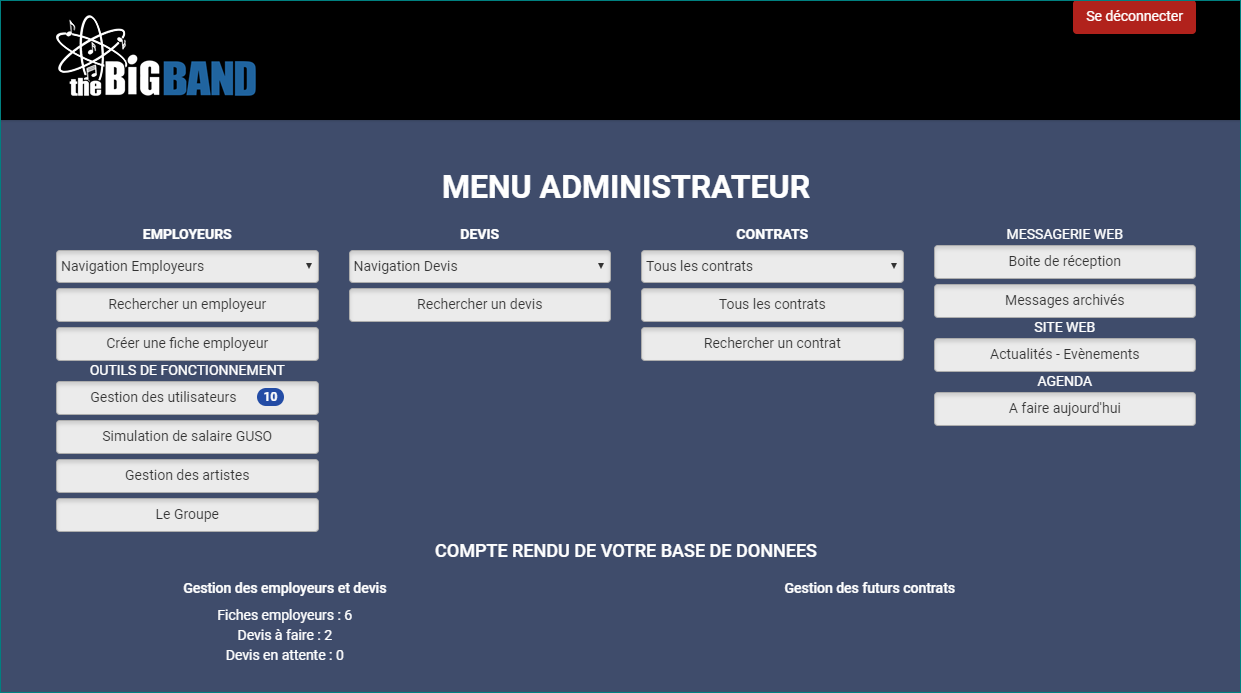 Se déconnecter
the BIG BAND
MENU ADMINISTRATEUR
EMPLOYEURS
Navigation Employeurs
Rechercher un employeur
Créer une fiche employeur
OUTILS DE FONCTIONNEMENT
Gestion des utilisateurs 10
Simulation de salaire GUSO
Gestion des artistes
Le Groupe
DEVIS
Navigation Devis
Rechercher un devis
CONTRATS
Tous les contrats
Tous les contrats
Rechercher un contrat
MESSAGERIE WEB
Boite de réception
Messages archivés
SITE WEB
Actualités - Evènements
AGENDA
A faire aujourd'hui
COMPTE RENDU DE VOTRE BASE DE DONNEES
Gestion des employeurs et devis
Fiches employeurs : 6
Devis à faire : 2
Devis en attente : 0
Gestion des futurs contrats